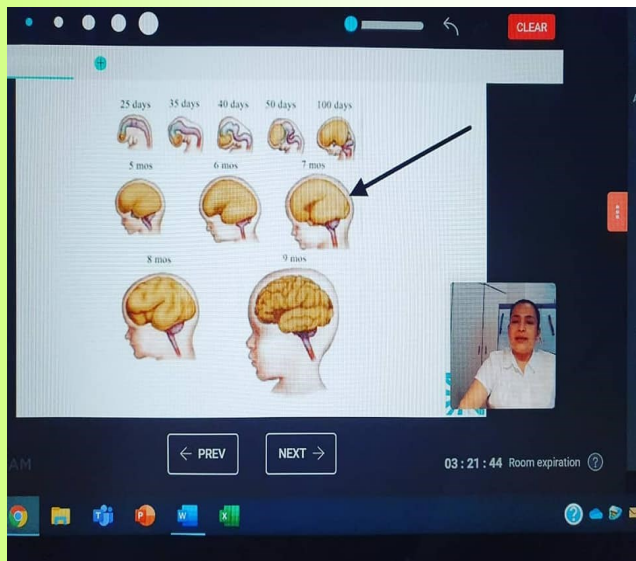 CLEAR
25 days 35 days 40 days 50 days 100 days
5 mos 6 mos 7 mos
8 mos 9 mos
← PREV NEXT →
AM 03 : 21 : 44 Room expiration ?
T P W X ?